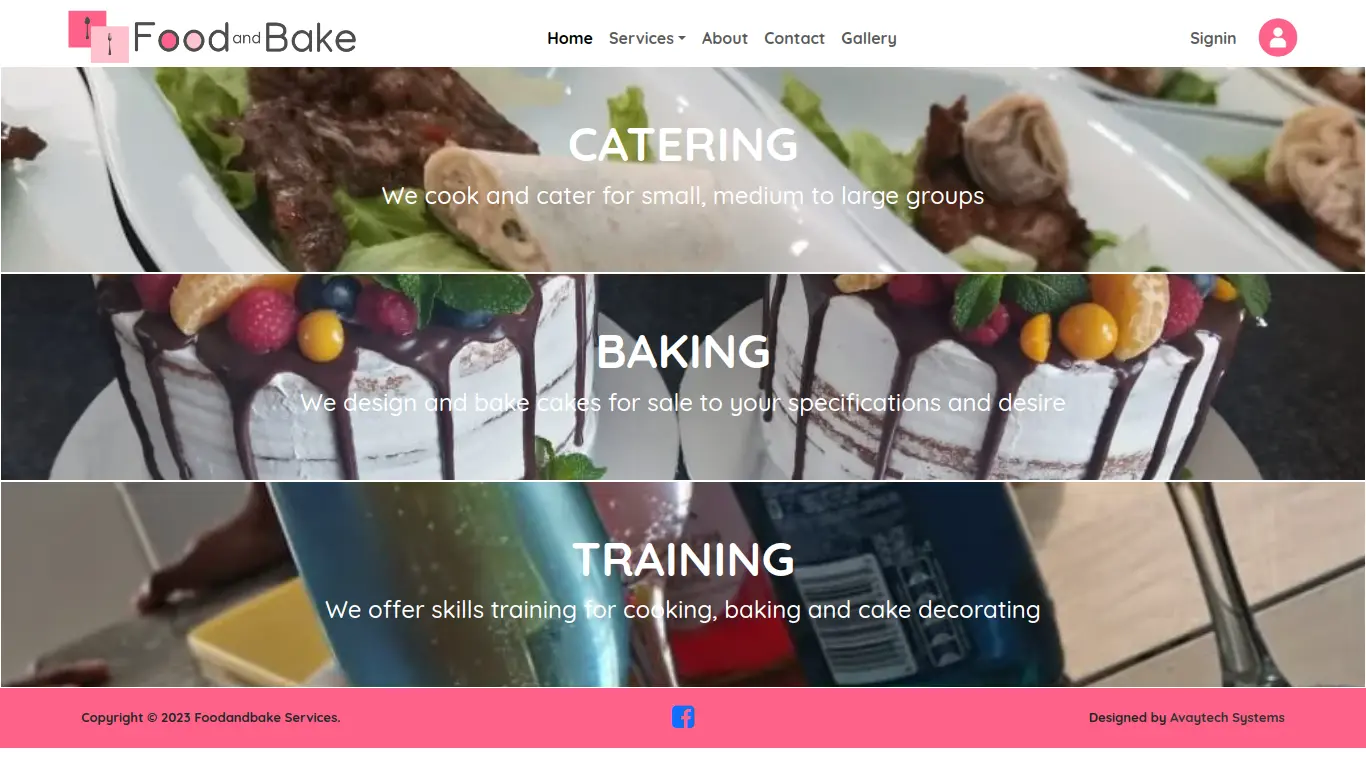 Food and Bake
Home Services About Contact Gallery
Signin
CATERING
We cook and cater for small, medium to large groups
BAKING
We design and bake cakes for sale to your specifications and desire
TRAINING
We offer skills training for cooking, baking and cake decorating
Copyright © 2023 Foodandbake Services.
Designed by Avaytech Systems